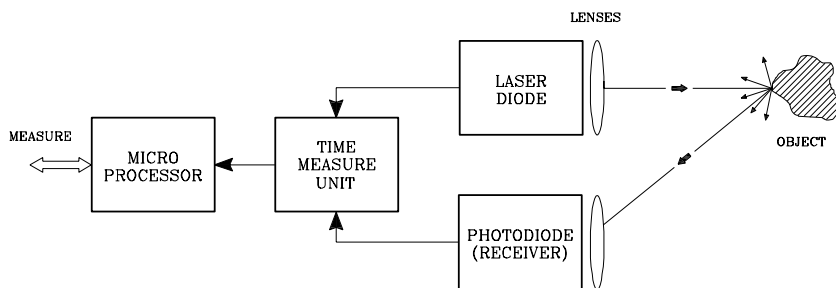 LENSES
LASER
DIODE
OBJECT
MEASURE
MICRO
PROCESSOR
TIME
MEASURE
UNIT
PHOTODIODE
(RECEIVER)